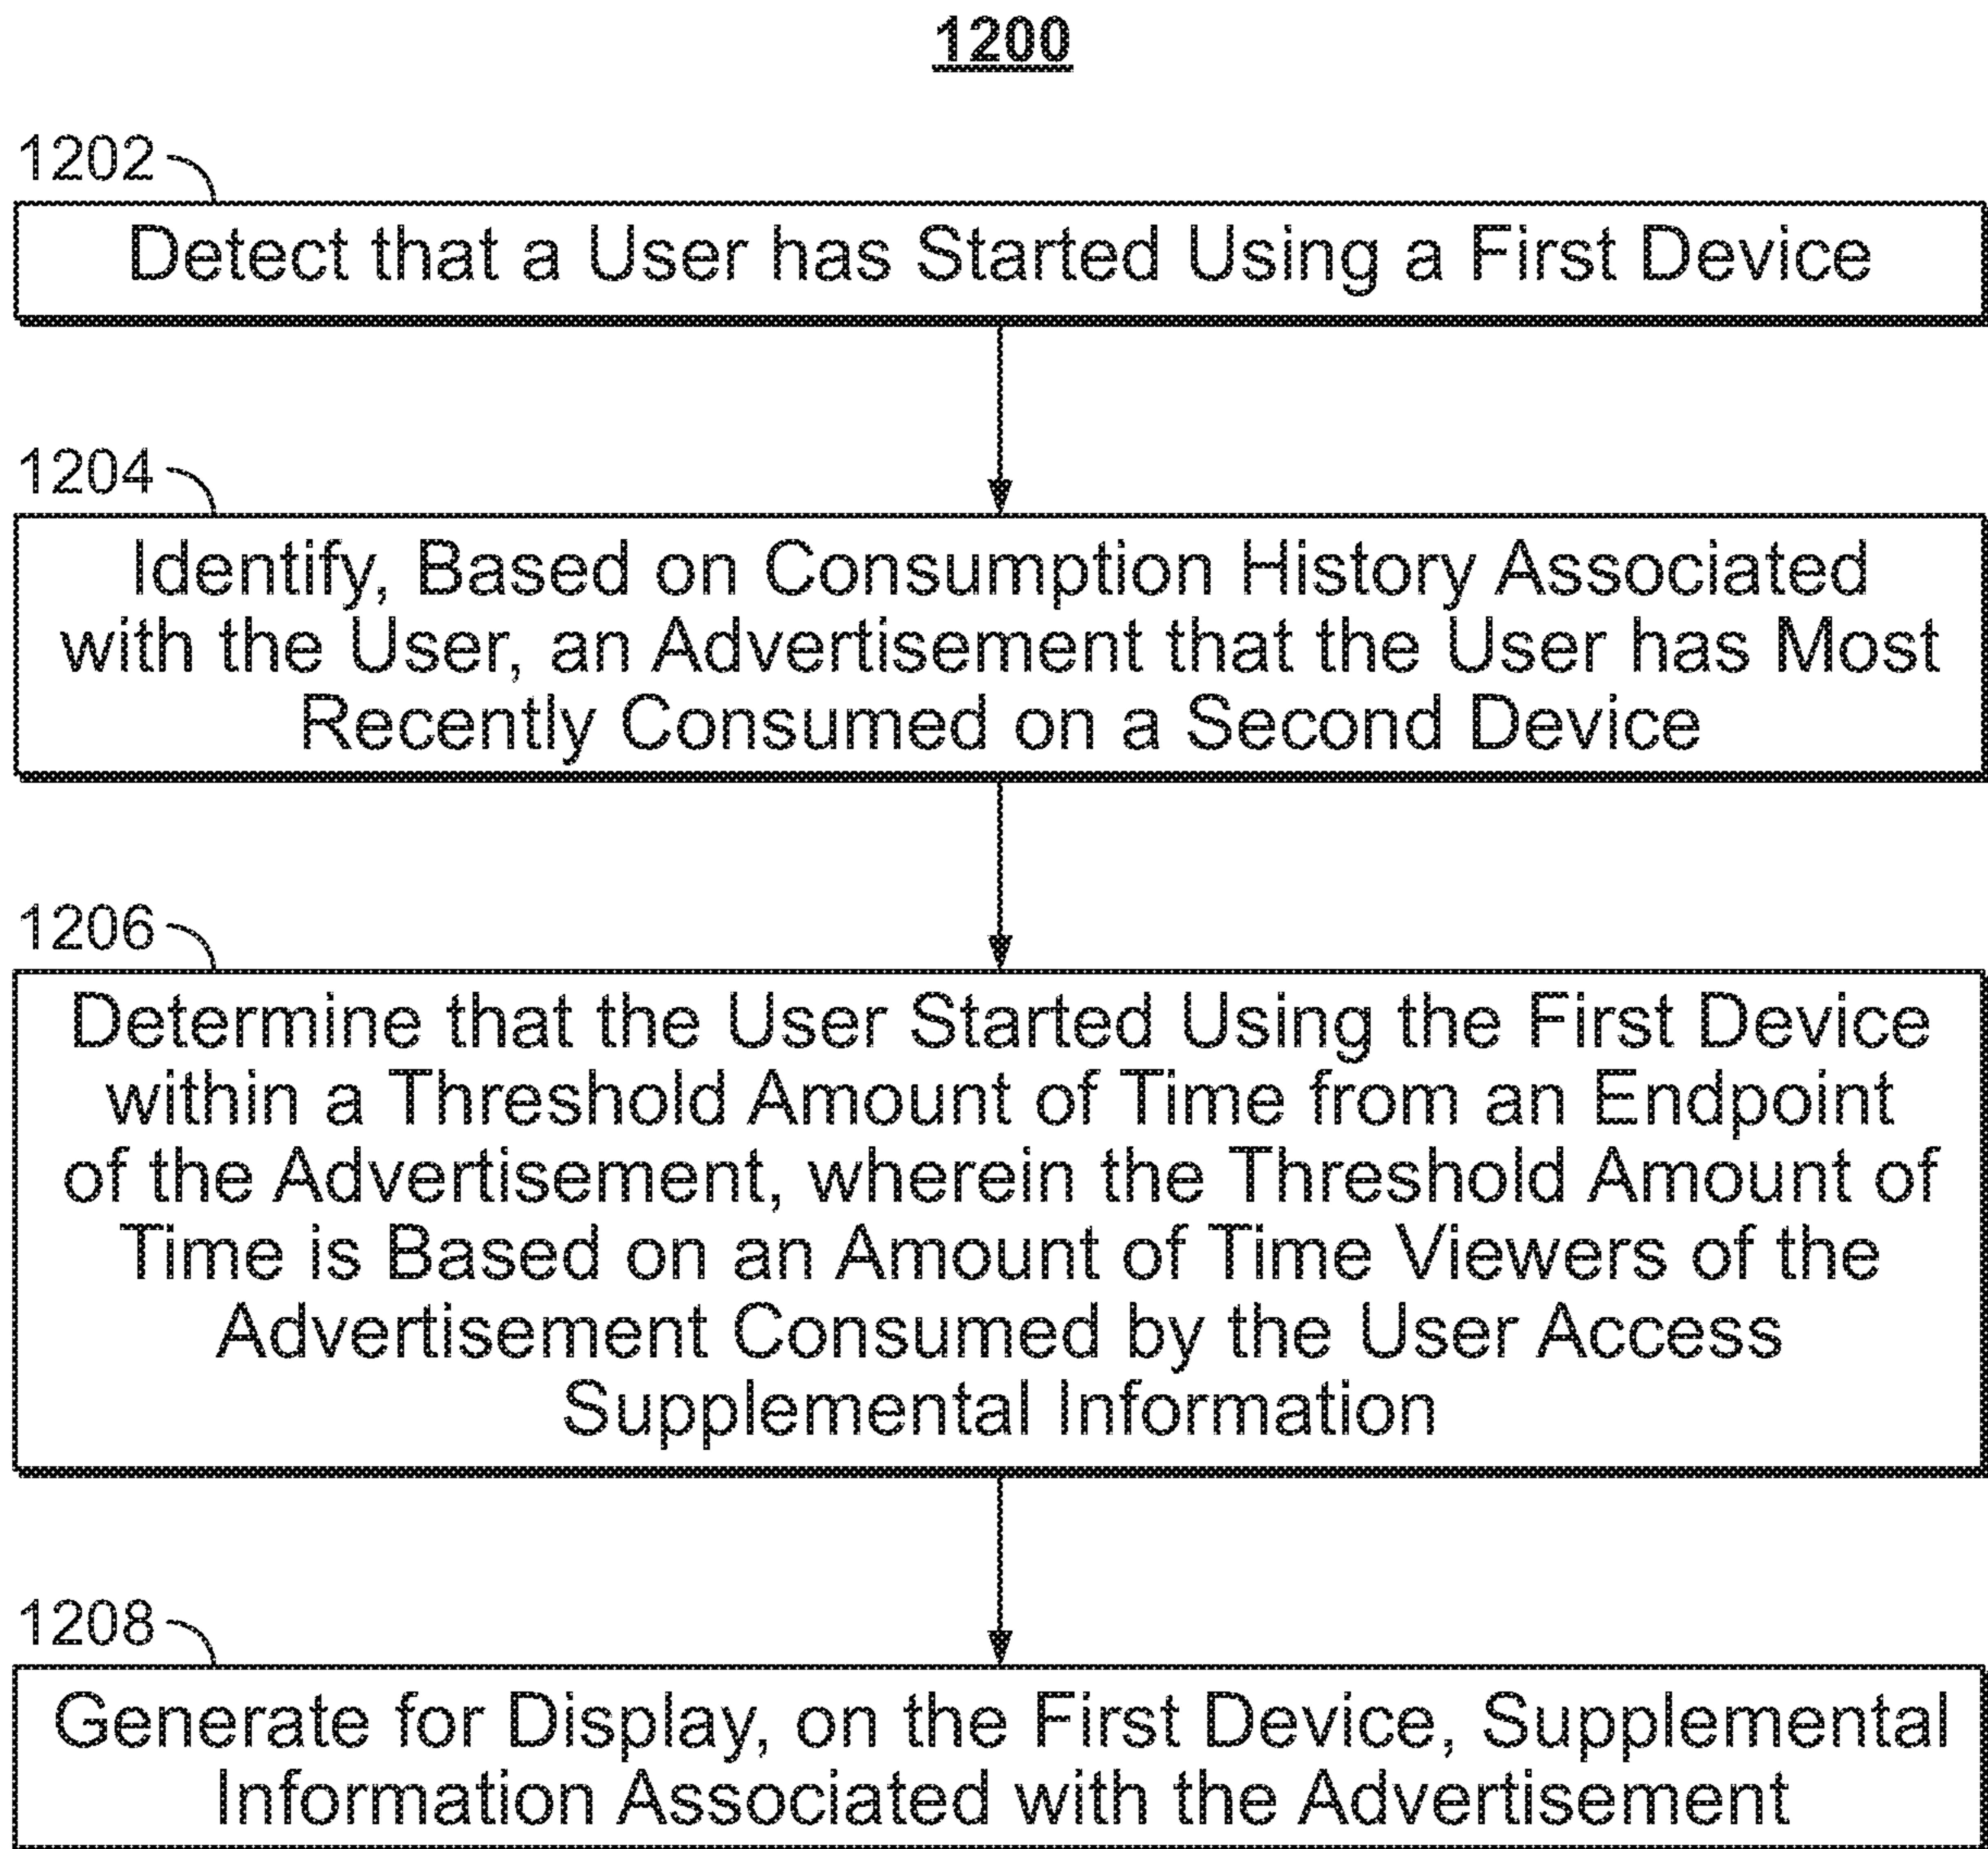 1200
1202
Detect that a User has Started Using a First Device
1204
Identify, Based on Consumption History Associated
with the User, an Advertisement that the User has Most
Recently Consumed on a Second Device
1206
Determine that the User Started Using the First Device
within a Threshold Amount of Time from an Endpoint
of the Advertisement, wherein the Threshold Amount of
Time is Based on an Amount of Time Viewers of the
Advertisement Consumed by the User Access
Supplemental Information
1208
Generate for Display, on the First Device, Supplemental
Information Associated with the Advertisement